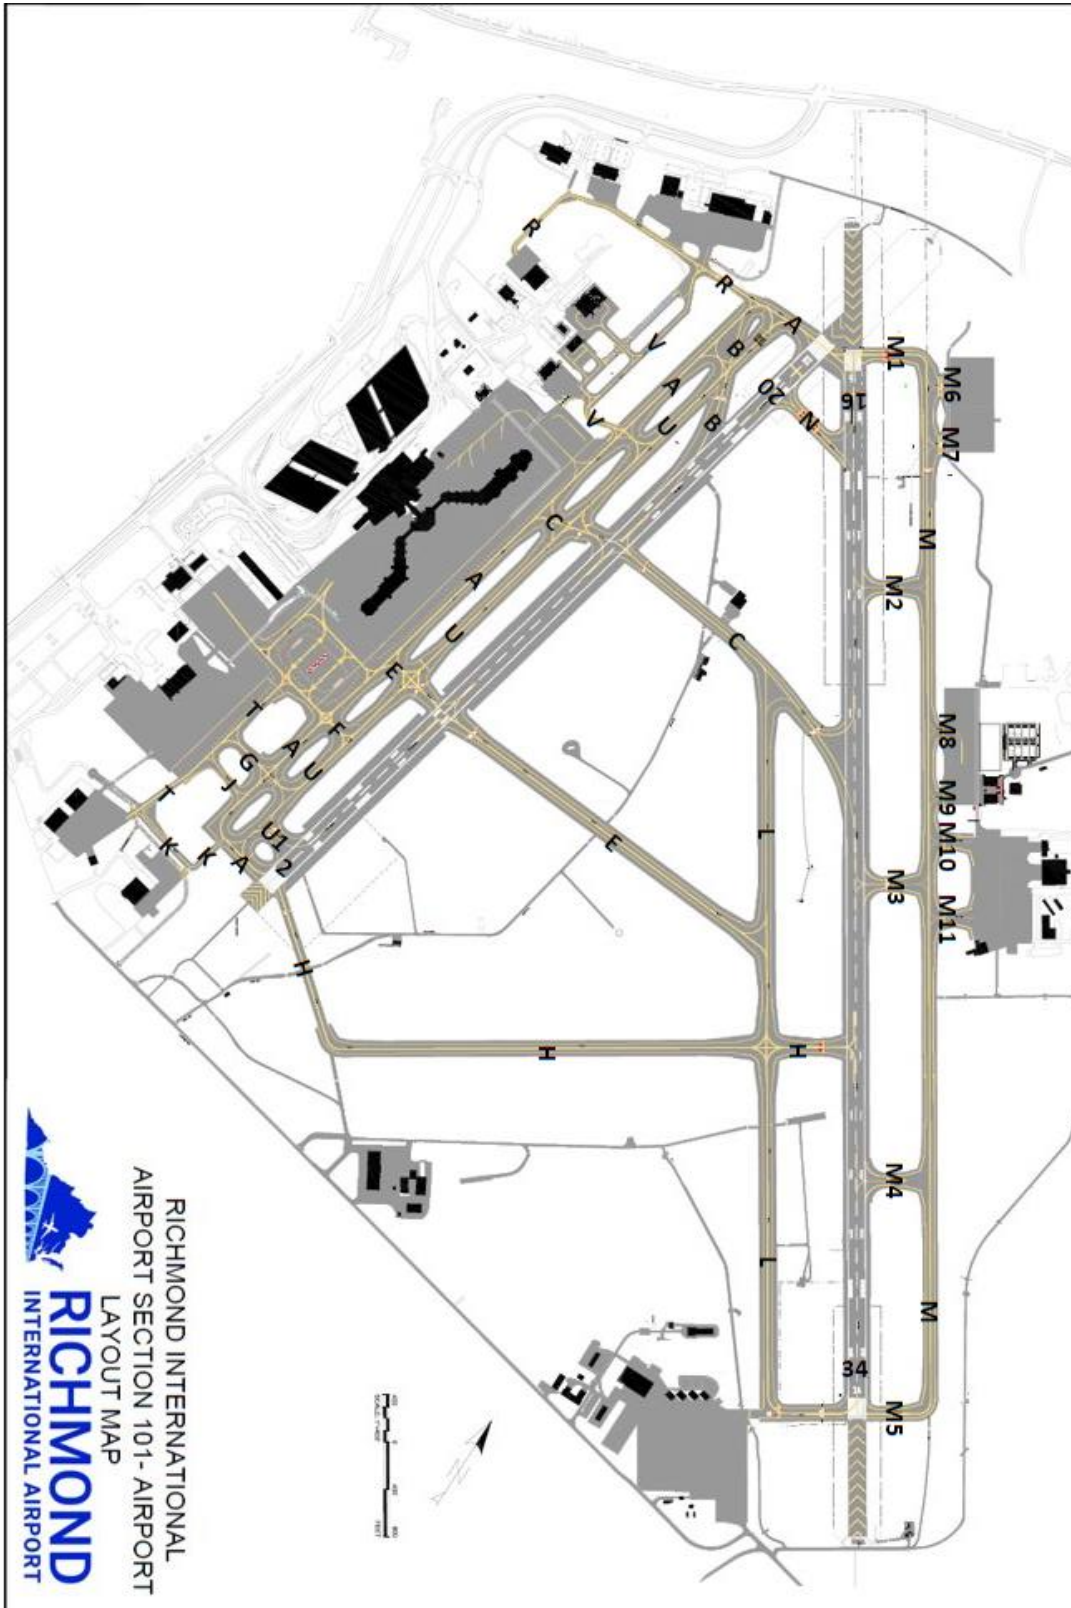 R
R
A
M1
B
M6
V
20
16
A
N
U
B
V
M7
C
M
A
M2
U
C
E
T
F
M8
A
G
U
M9
J
T
L
M10
U1
E
K
K
A
2
M3
M11
H
H
H
M4
L
M
34
M5
RICHMOND INTERNATIONAL
AIRPORT SECTION 101- AIRPORT
LAYOUT MAP
RICHMOND
INTERNATIONAL AIRPORT
FEET